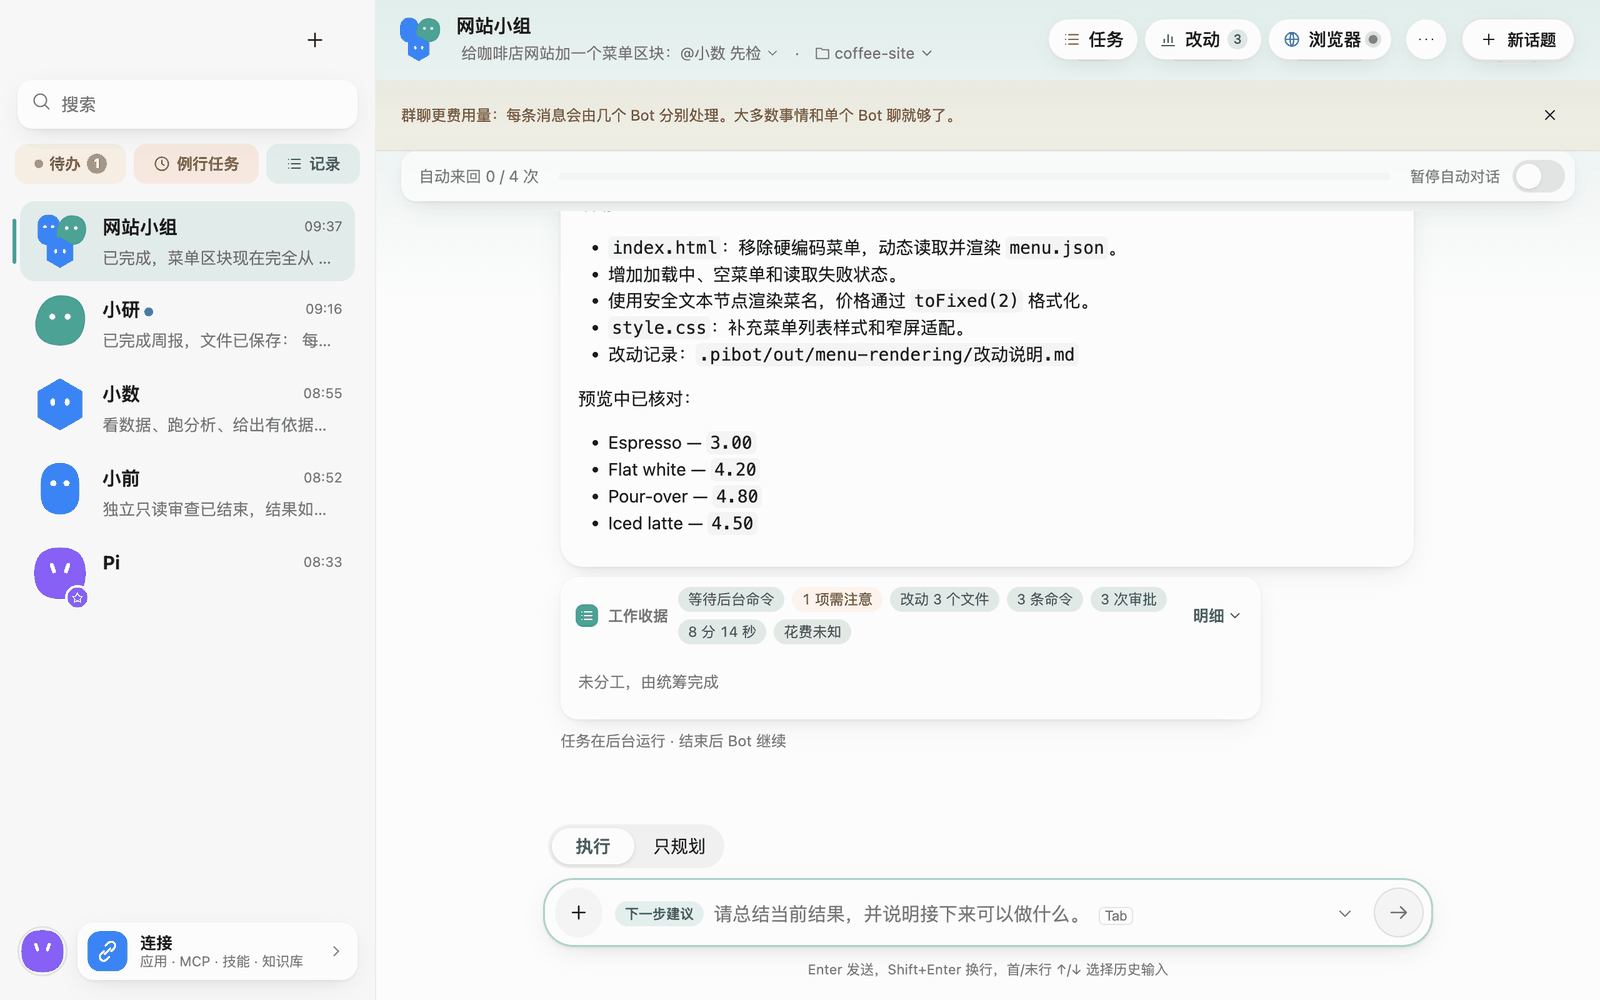 搜索
待办 1
例行任务
记录
网站小组 09:37
已完成，菜单区块现在完全从 ...
小研 09:16
已完成周报，文件已保存： 每...
小数 08:55
看数据、跑分析、给出有依据...
小前 08:52
独立只读审查已结束，结果如...
Pi 08:33
连接
应用 · MCP · 技能 · 知识库
网站小组
给咖啡店网站加一个菜单区块：@小数 先检 · coffee-site
任务
改动 3
浏览器
新话题
群聊更费用量：每条消息会由几个 Bot 分别处理。大多数事情和单个 Bot 聊就够了。
自动来回 0 / 4 次
暂停自动对话
index.html：移除硬编码菜单，动态读取并渲染 menu.json。
增加加载中、空菜单和读取失败状态。
使用安全文本节点渲染菜名，价格通过 toFixed(2) 格式化。
style.css：补充菜单列表样式和窄屏适配。
改动记录：.pibot/out/menu-rendering/改动说明.md
预览中已核对：
Espresso — 3.00
Flat white — 4.20
Pour-over — 4.80
Iced latte — 4.50
工作收据
等待后台命令 1 项需注意 改动 3 个文件 3 条命令 3 次审批
8 分 14 秒 花费未知
明细
未分工，由统筹完成
任务在后台运行 · 结束后 Bot 继续
执行
只规划
下一步建议 请总结当前结果，并说明接下来可以做什么。 Tab
Enter 发送，Shift+Enter 换行，首/末行 ↑/↓ 选择历史输入